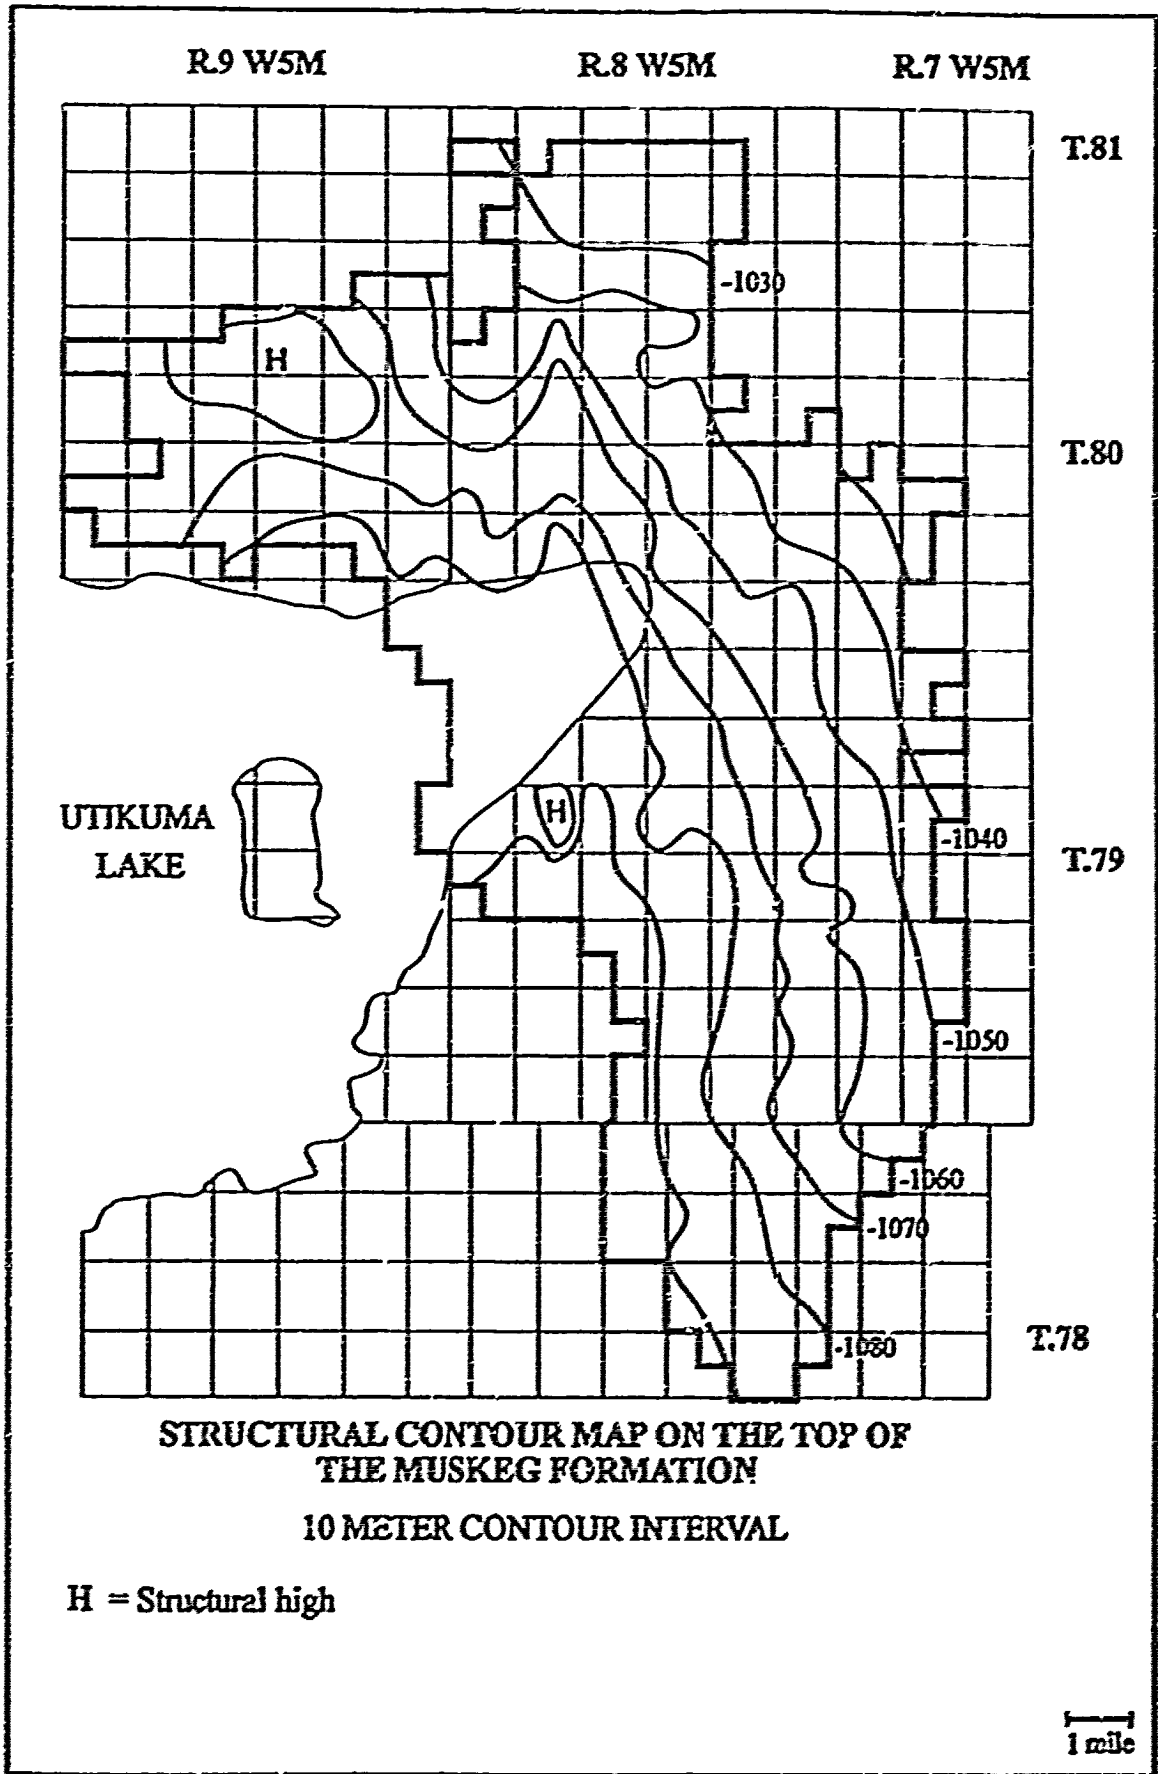 R.9 W5M
R.8 W5M
R.7 W5M
T.81
-1030
H
T.80
UTIKUMA
LAKE
H
-1040
T.79
-1050
-1060
-1070
-1080
T.78
STRUCTURAL CONTOUR MAP ON THE TOP OF
THE MUSKEG FORMATION
10 METER CONTOUR INTERVAL
H = Structural high
1 mile